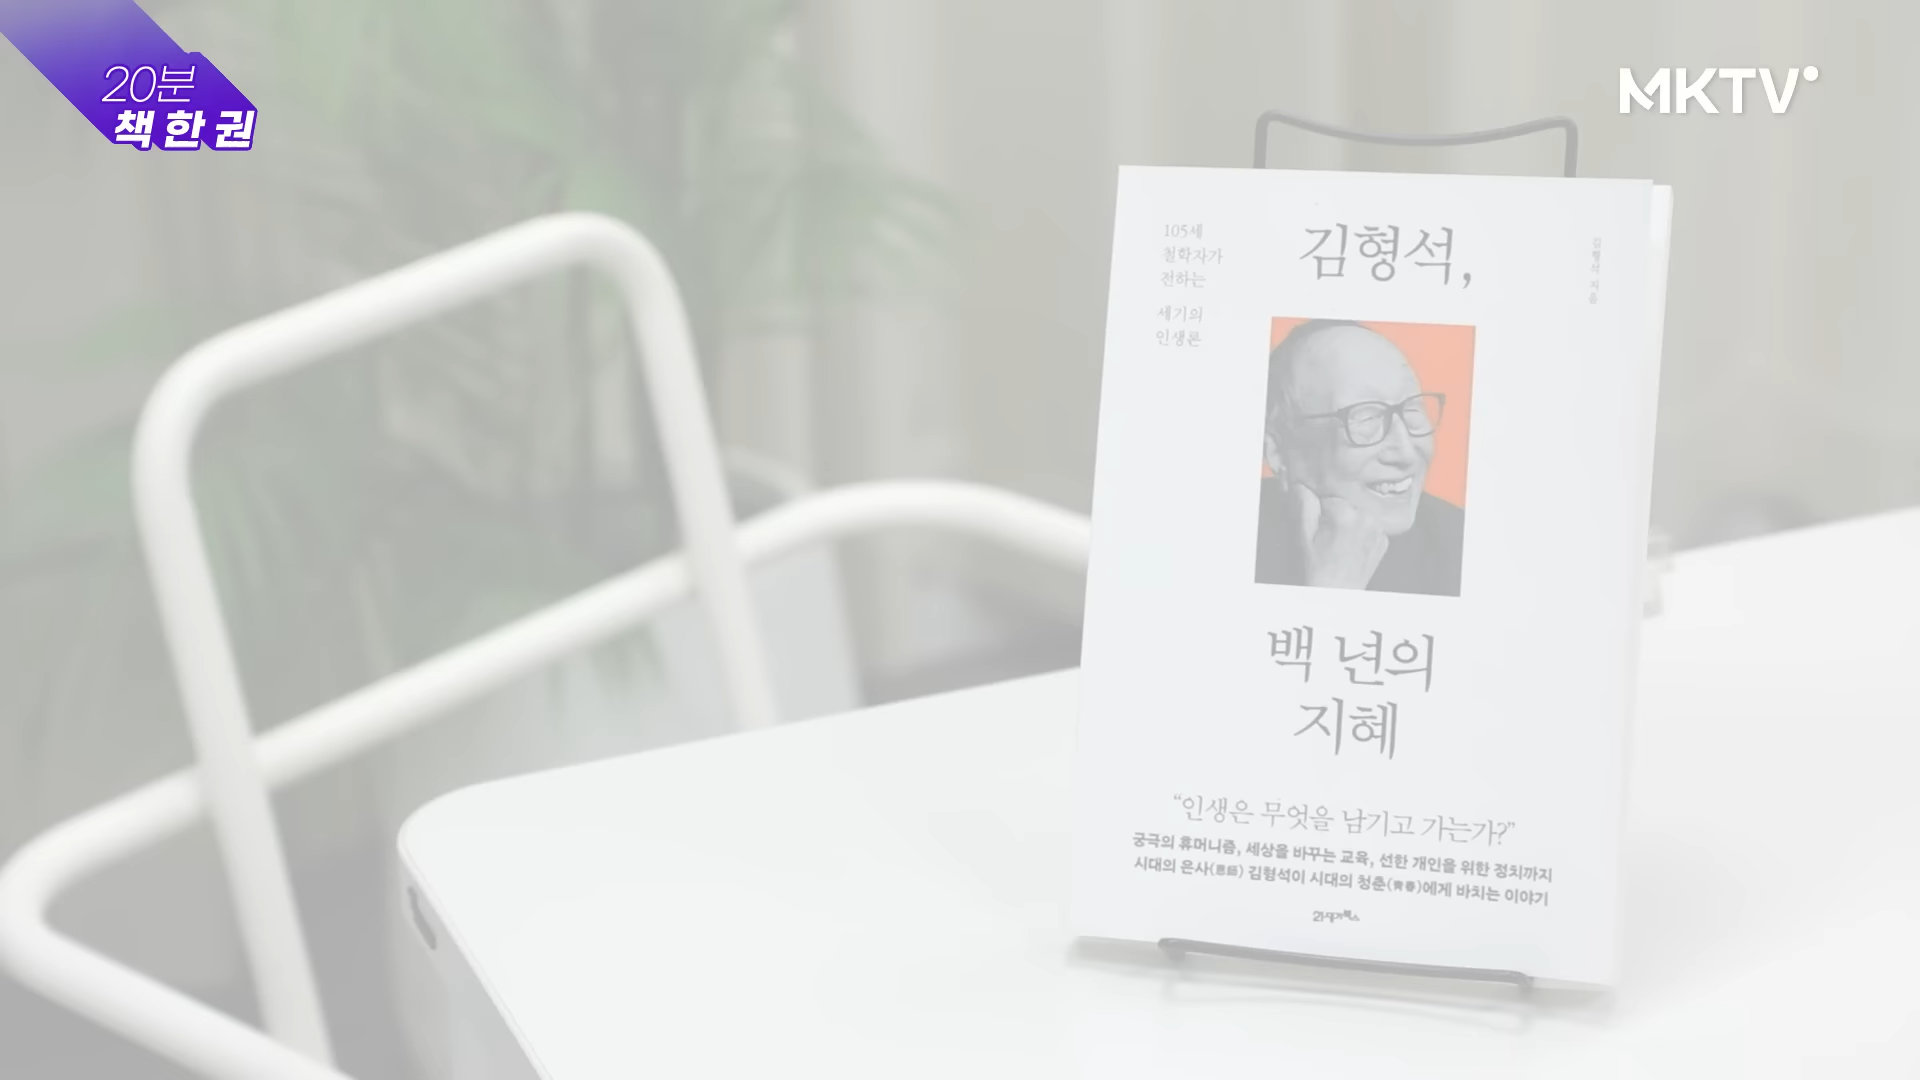 20분
책 한 권
MKTV
105세
철학자가
전하는
세기의
인생론
김형석,
김형석 지음
백 년의
지혜
“인생은 무엇을 남기고 가는가?”
궁극의 휴머니즘, 세상을 바꾸는 교육, 선한 개인을 위한 정치까지
시대의 은사(恩師) 김형석이 시대의 청춘(靑春)에게 바치는 이야기
21세기북스